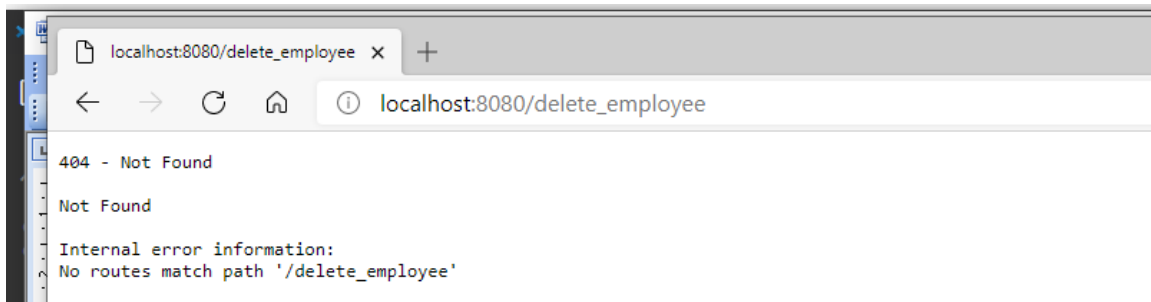 localhost:8080/delete_employee
localhost:8080/delete_employee
404 - Not Found
Not Found
Internal error information:
No routes match path '/delete_employee'